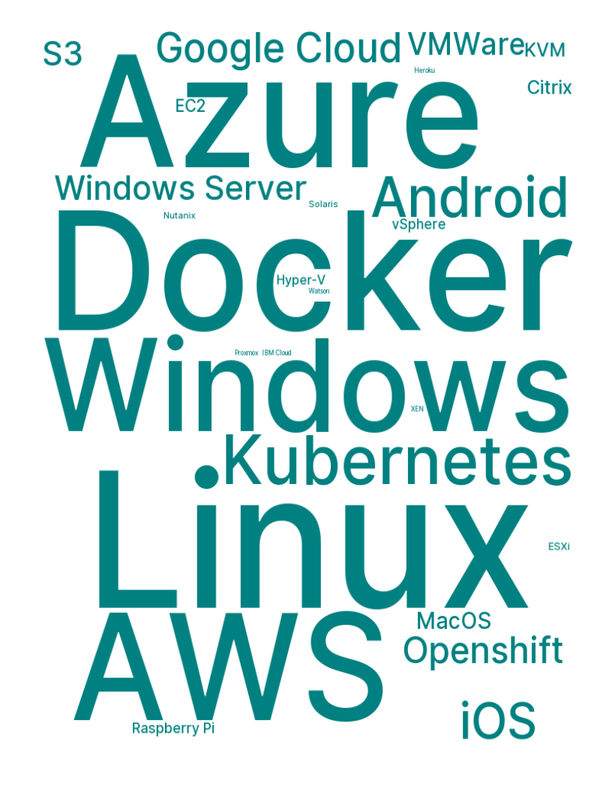 S3
Google Cloud
VMWare
KVM
Heroku
Citrix
Azure
EC2
Windows Server
Solaris
Android
Nutanix
vSphere
Docker
Hyper-V
Watson
Windows
Proxmox
IBM Cloud
XEN
Kubernetes
Linux
ESXi
AWS
MacOS
Openshift
iOS
Raspberry Pi